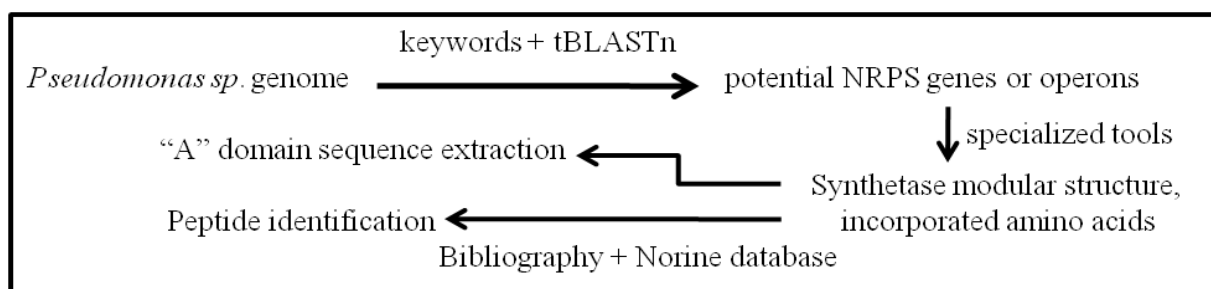 keywords + tBLASTn
Pseudomonas sp. genome
potential NRPS genes or operons
specialized tools
“A” domain sequence extraction
Synthetase modular structure,
incorporated amino acids
Peptide identification
Bibliography + Norine database